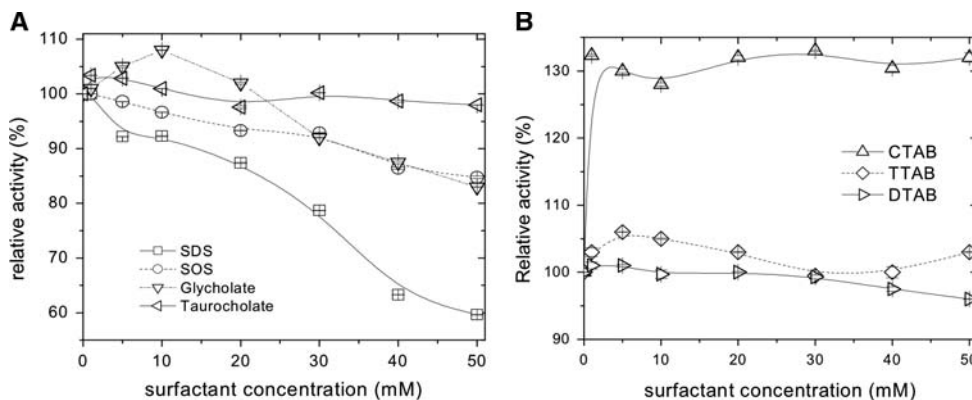 A
110
100
90
80
70
60
relative activity (%)
SDS
SOS
Glycholate
Taurocholate
0 10 20 30 40 50
surfactant concentration (mM)
B
130
120
110
100
90
Relative activity (%)
CTAB
TTAB
DTAB
0 10 20 30 40 50
surfactant concentration (mM)